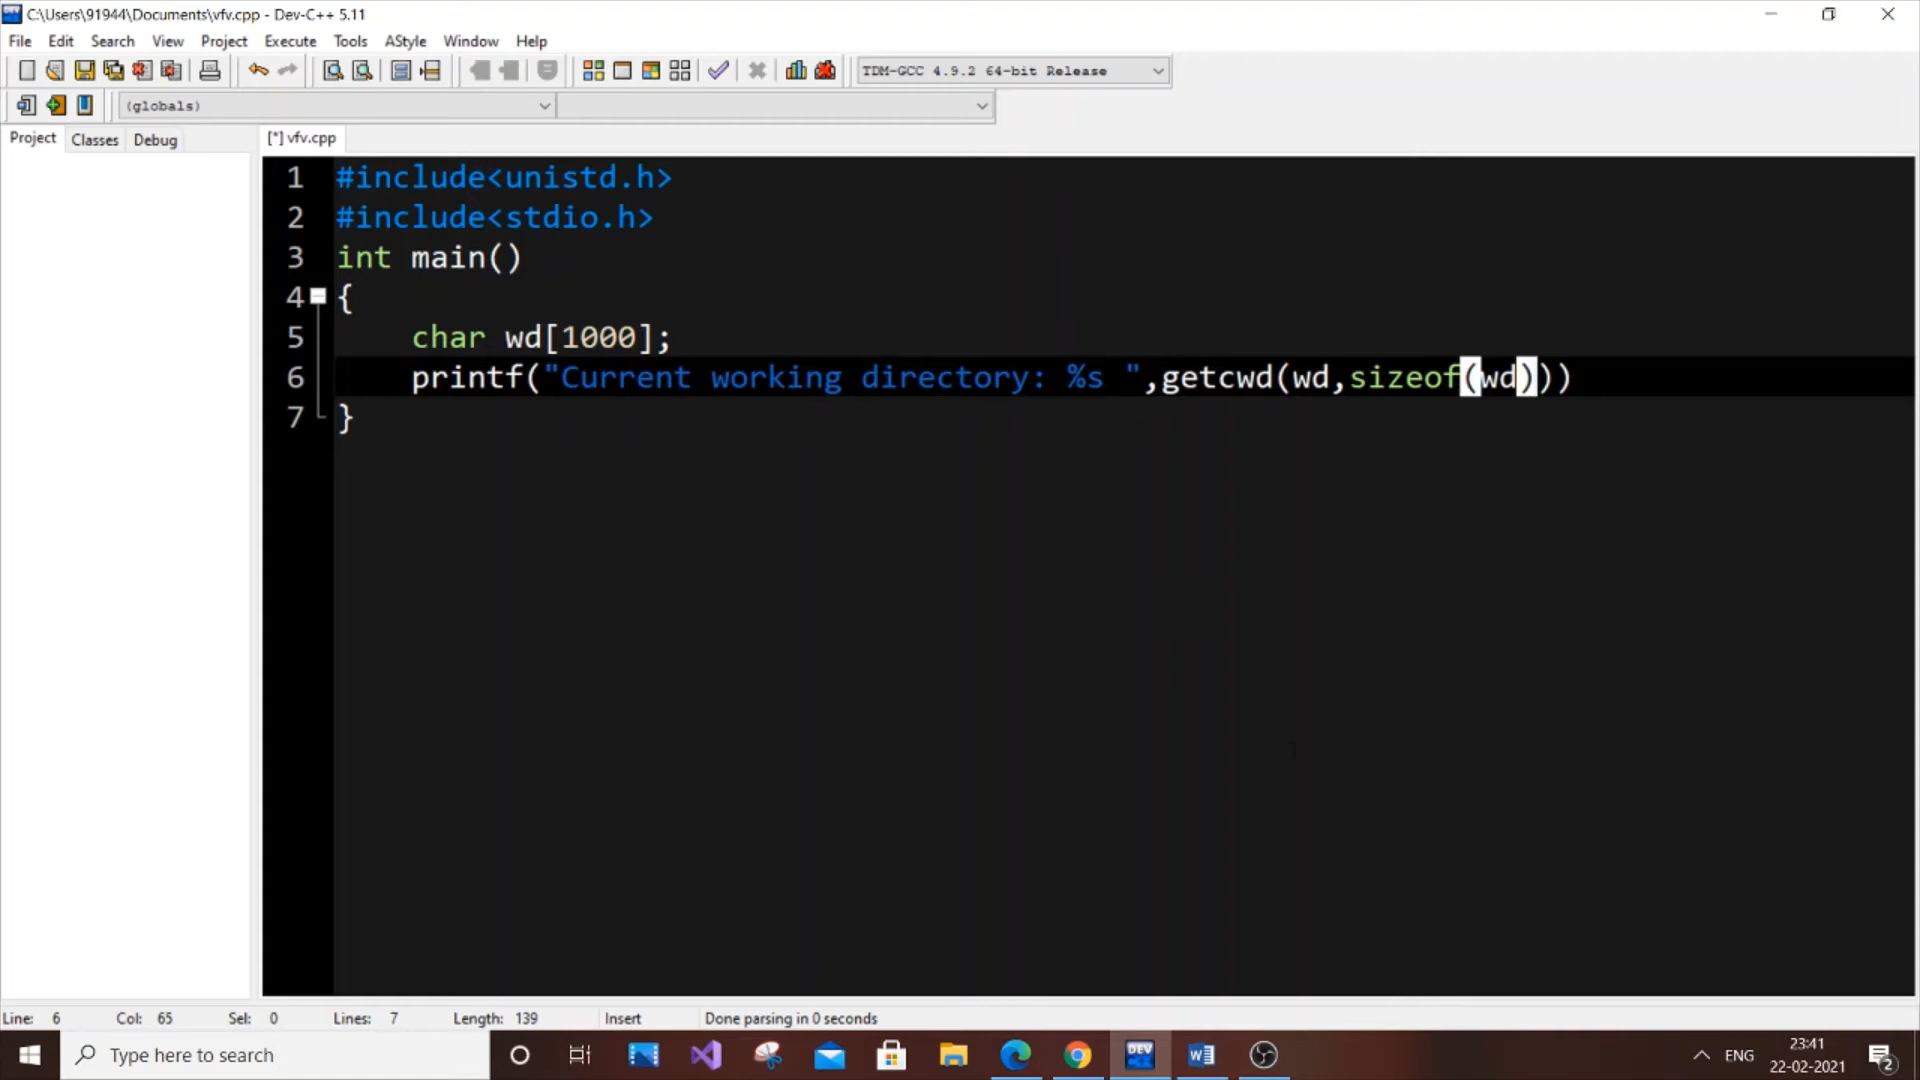 C:\Users\91944\Documents\vfv.cpp - Dev-C++ 5.11
File Edit Search View Project Execute Tools AStyle Window Help
TDM-GCC 4.9.2 64-bit Release
(globals)
Project Classes Debug
[*] vfv.cpp
1 #include<unistd.h>
2 #include<stdio.h>
3 int main()
4 {
5 char wd[1000];
6 printf("Current working directory: %s ",getcwd(wd,sizeof(wd)))
7 }
Line: 6 Col: 65 Sel: 0 Lines: 7 Length: 139 Insert Done parsing in 0 seconds
Type here to search
DEV
W
ENG
23:41
22-02-2021
2